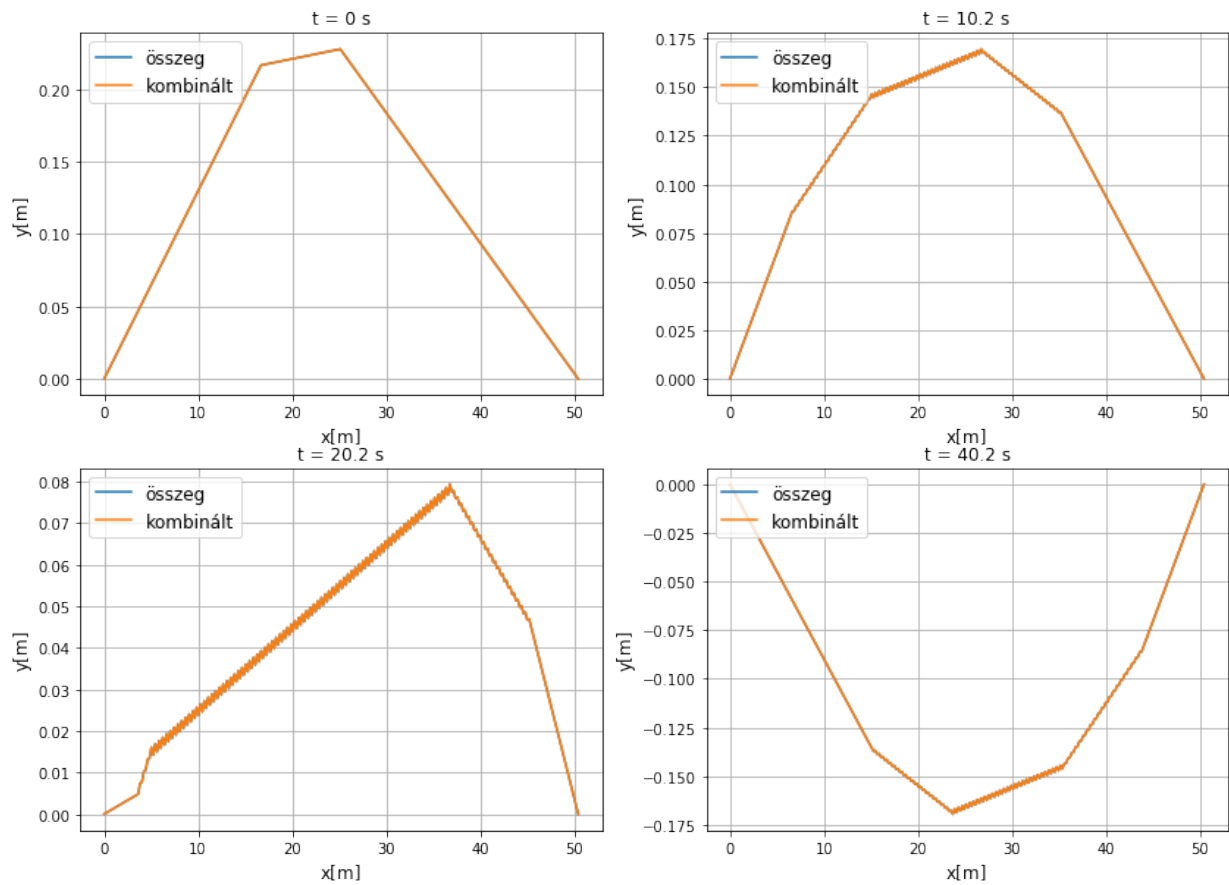 t = 0 s
összeg
kombinált
0.20
0.15
0.10
0.05
0.00
y[m]
0
10
20
30
40
50
x[m]
t = 10.2 s
összeg
kombinált
0.175
0.150
0.125
0.100
0.075
0.050
0.025
0.000
y[m]
0
10
20
30
40
50
x[m]
t = 20.2 s
összeg
kombinált
0.08
0.07
0.06
0.05
0.04
0.03
0.02
0.01
0.00
y[m]
0
10
20
30
40
50
x[m]
t = 40.2 s
összeg
kombinált
0.000
−0.025
−0.050
−0.075
−0.100
−0.125
−0.150
−0.175
y[m]
0
10
20
30
40
50
x[m]